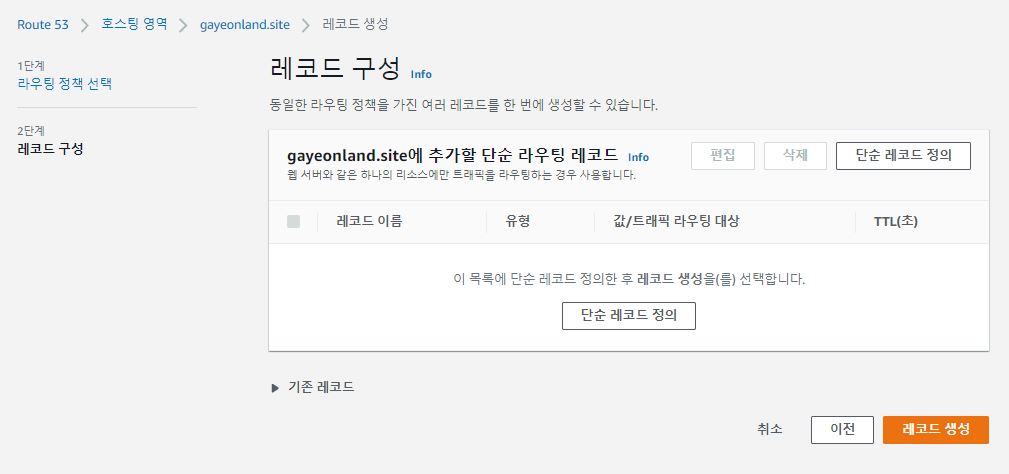 Route 53 > 호스팅 영역 > gayeonland.site > 레코드 생성
1단계
라우팅 정책 선택
2단계
레코드 구성
레코드 구성 Info
동일한 라우팅 정책을 가진 여러 레코드를 한 번에 생성할 수 있습니다.
gayeonland.site에 추가할 단순 라우팅 레코드 Info
웹 서버와 같은 하나의 리소스에만 트래픽을 라우팅하는 경우 사용합니다.
편집 삭제 단순 레코드 정의
레코드 이름 유형 값/트래픽 라우팅 대상 TTL(초)
이 목록에 단순 레코드 정의한 후 레코드 생성을(를) 선택합니다.
단순 레코드 정의
기존 레코드
취소 이전 레코드 생성